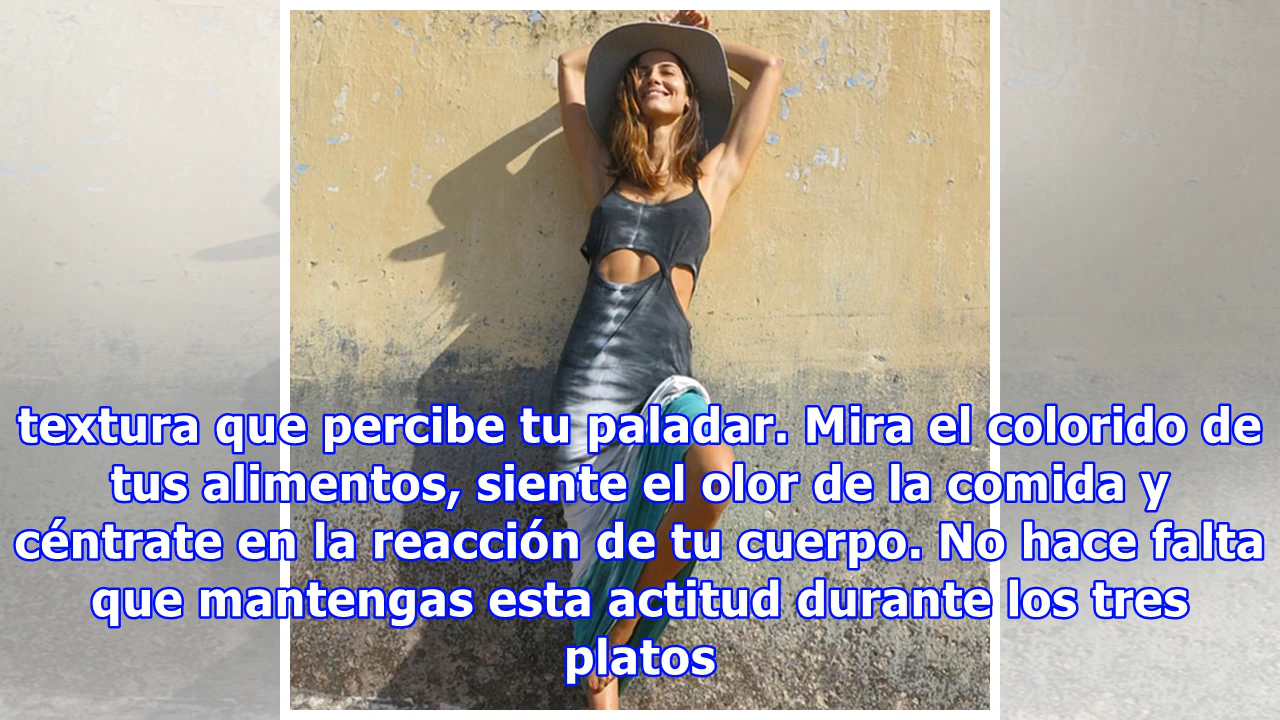 textura que percibe tu paladar. Mira el colorido de
tus alimentos, siente el olor de la comida y
céntrate en la reacción de tu cuerpo. No hace falta
que mantengas esta actitud durante los tres
platos